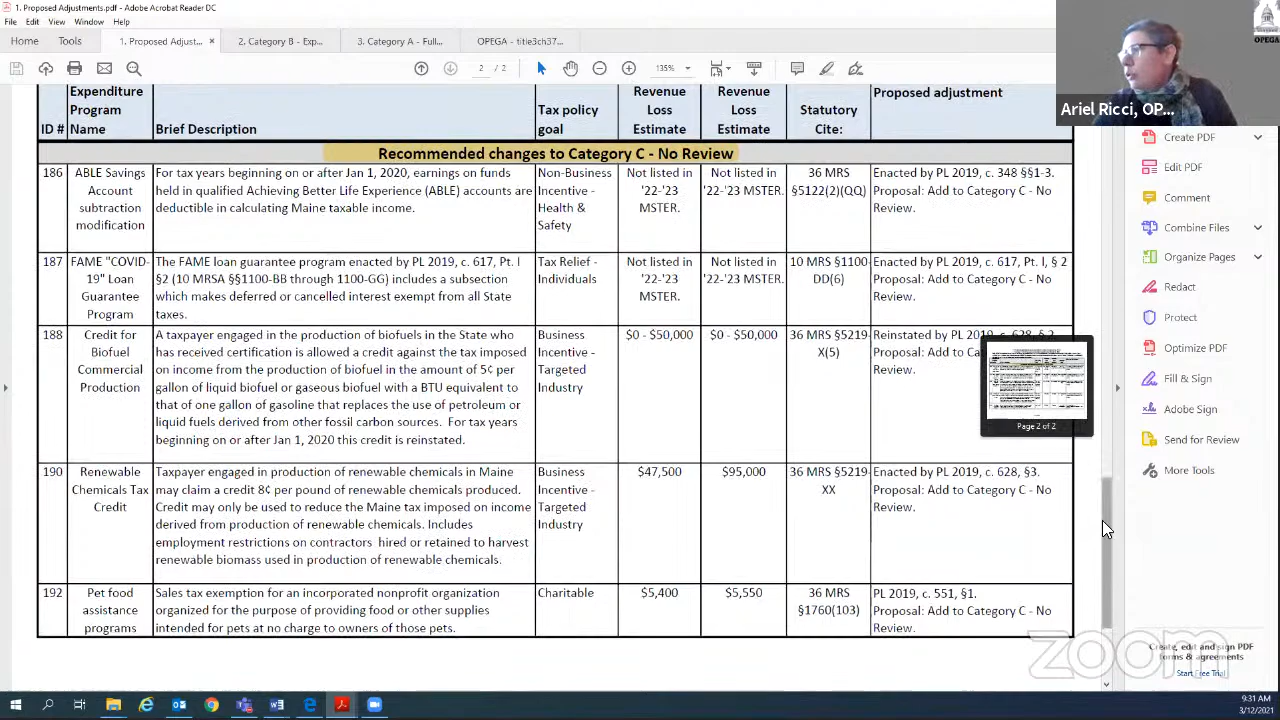 1. Proposed Adjustments.pdf - Adobe Acrobat Reader DC
File Edit View Window Help
Home Tools 1. Proposed Adjust... × 2. Category B - Exp... 3. Category A - Full... OPEGA - title3ch37...
2 / 2 135%
OPEGA
Ariel Ricci, OP...
ID # Expenditure Program Name Brief Description Tax policy goal Revenue Loss Estimate Revenue Loss Estimate Statutory Cite: Proposed adjustment
Recommended changes to Category C - No Review
186 ABLE Savings Account subtraction modification
For tax years beginning on or after Jan 1, 2020, earnings on funds
held in qualified Achieving Better Life Experience (ABLE) accounts are
deductible in calculating Maine taxable income.
Non-Business
Incentive -
Health &
Safety
Not listed in
'22-'23
MSTER.
Not listed in
'22-'23 MSTER.
36 MRS
§5122(2)(QQ)
Enacted by PL 2019, c. 348 §§1-3.
Proposal: Add to Category C - No
Review.
187 FAME "COVID-
19" Loan
Guarantee
Program
The FAME loan guarantee program enacted by PL 2019, c. 617, Pt. I
§2 (10 MRSA §§1100-BB through 1100-GG) includes a subsection
which makes deferred or cancelled interest exempt from all State
taxes.
Tax Relief -
Individuals
Not listed in
'22-'23
MSTER.
Not listed in
'22-'23 MSTER.
10 MRS §1100-
DD(6)
Enacted by PL 2019, c. 617, Pt. I, § 2
Proposal: Add to Category C - No
Review.
188 Credit for
Biofuel
Commercial
Production
A taxpayer engaged in the production of biofuels in the State who
has received certification is allowed a credit against the tax imposed
on income from the production of biofuel in the amount of 5¢ per
gallon of liquid biofuel or gaseous biofuel with a BTU equivalent to
that of one gallon of gasoline that replaces the use of petroleum or
liquid fuels derived from other fossil carbon sources. For tax years
beginning on or after Jan 1, 2020 this credit is reinstated.
Business
Incentive -
Targeted
Industry
$0 - $50,000
$0 - $50,000
36 MRS §5219-
X(5)
Reinstated by PL 2019, c. 628, § 2.
Proposal: Add to Ca
Review.
Page 2 of 2
190 Renewable
Chemicals Tax
Credit
Taxpayer engaged in production of renewable chemicals in Maine
may claim a credit 8¢ per pound of renewable chemicals produced.
Credit may only be used to reduce the Maine tax imposed on income
derived from production of renewable chemicals. Includes
employment restrictions on contractors hired or retained to harvest
renewable biomass used in production of renewable chemicals.
Business
Incentive -
Targeted
Industry
$47,500
$95,000
36 MRS §5219-
XX
Enacted by PL 2019, c. 628, §3.
Proposal: Add to Category C - No
Review.
192 Pet food
assistance
programs
Sales tax exemption for an incorporated nonprofit organization
organized for the purpose of providing food or other supplies
intended for pets at no charge to owners of those pets.
Charitable
$5,400
$5,550
36 MRS
§1760(103)
PL 2019, c. 551, §1.
Proposal: Add to Category C - No
Review.
Create PDF
Edit PDF
Comment
Combine Files
Organize Pages
Redact
Protect
Optimize PDF
Fill & Sign
Adobe Sign
Send for Review
More Tools
zoom
Create, edit and sign PDF
forms & agreements
Start Free Trial
9:31 AM
3/12/2021